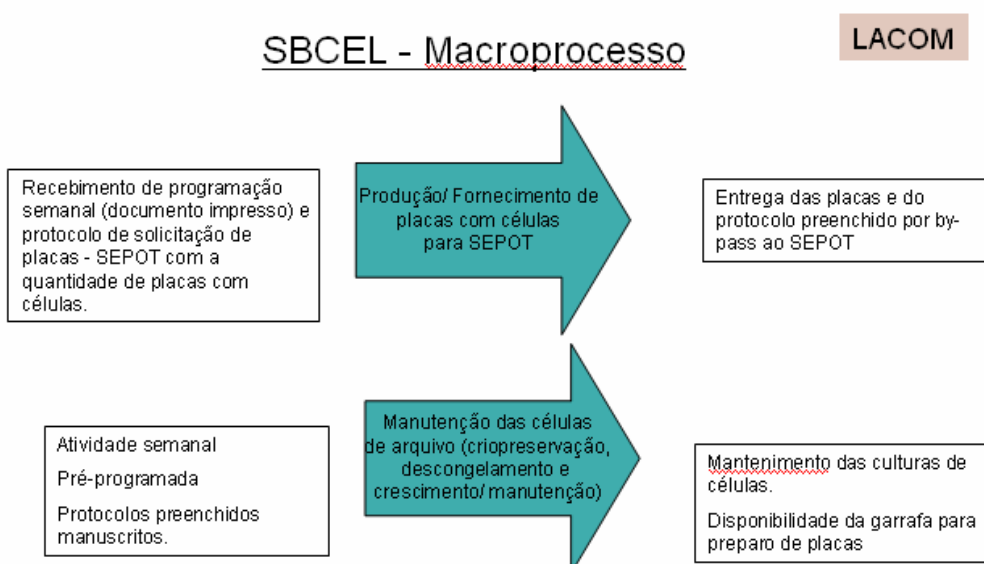 SBCEL - Macroprocesso
LACOM
Recebimento de programação
semanal (documento impresso) e
protocolo de solicitação de
placas - SEPOT com a
quantidade de placas com
células.
Produção/ Fornecimento de
placas com células
para SEPOT
Entrega das placas e do
protocolo preenchido por by-
pass ao SEPOT
Atividade semanal
Pré-programada
Protocolos preenchidos
manuscritos.
Manutenção das células
de arquivo (criopreservação,
descongelamento e
crescimento/ manutenção)
Mantenimento das culturas de
células.
Disponibilidade da garrafa para
preparo de placas